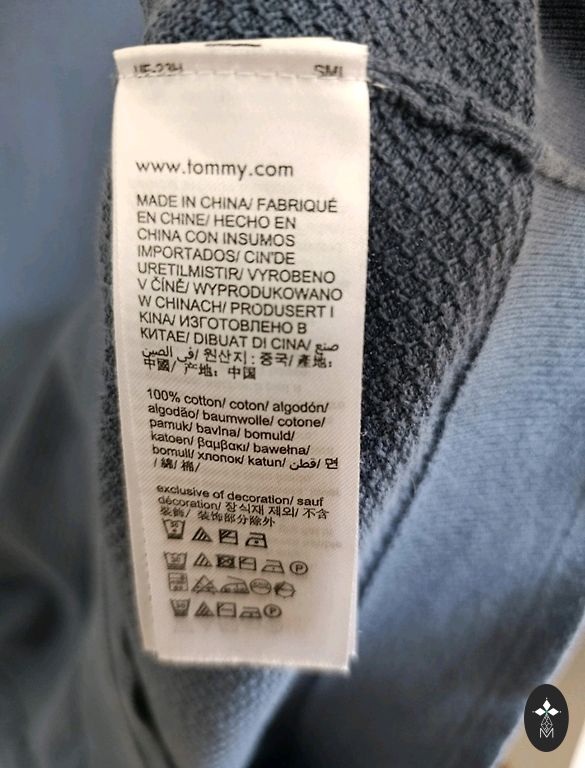 SML
www.tommy.com
MADE IN CHINA/ FABRIQUÉ
EN CHINE/ HECHO EN
CHINA CON INSUMOS
IMPORTADOS/ CIN'DE
URETILMISTIR/ VYROBENO
V ČÍNĚ/ WYPRODUKOWANO
W CHINACH/ PRODUSERT I
KINA/ ИЗГОТОВЛЕНО В
КИТАЕ/ DIBUAT DI CINA/ صنع
في الصين/ 원산지 : 중국/ 產地:
中國/ 产地: 中国
100% cotton/ coton/ algodón/
algodão/ baumwolle/ cotone/
pamuk/ bavlna/ bomuld/
katoen/ βαμβακι/ bawełna/
bomull/ хлопок/ katun/ قطن/ 면
/ 綿/ 棉/
exclusive of decoration/ sauf
décoration/ 장식재 제외/ 不含
裝飾/ 装饰部分除外